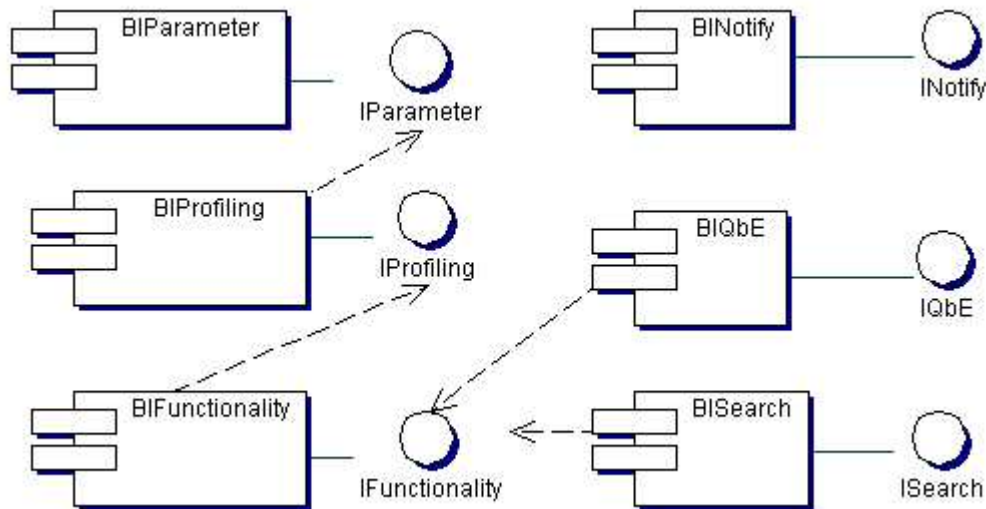 BIParameter
BINotify
IParameter
INotify
BIProfiling
BIQbE
IProfiling
IQbE
BIFunctionality
BISearch
IFunctionality
ISearch